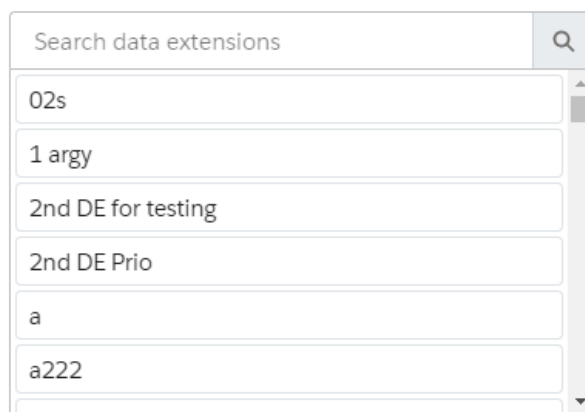 Search data extensions
02s
1 argy
2nd DE for testing
2nd DE Prio
a
a222